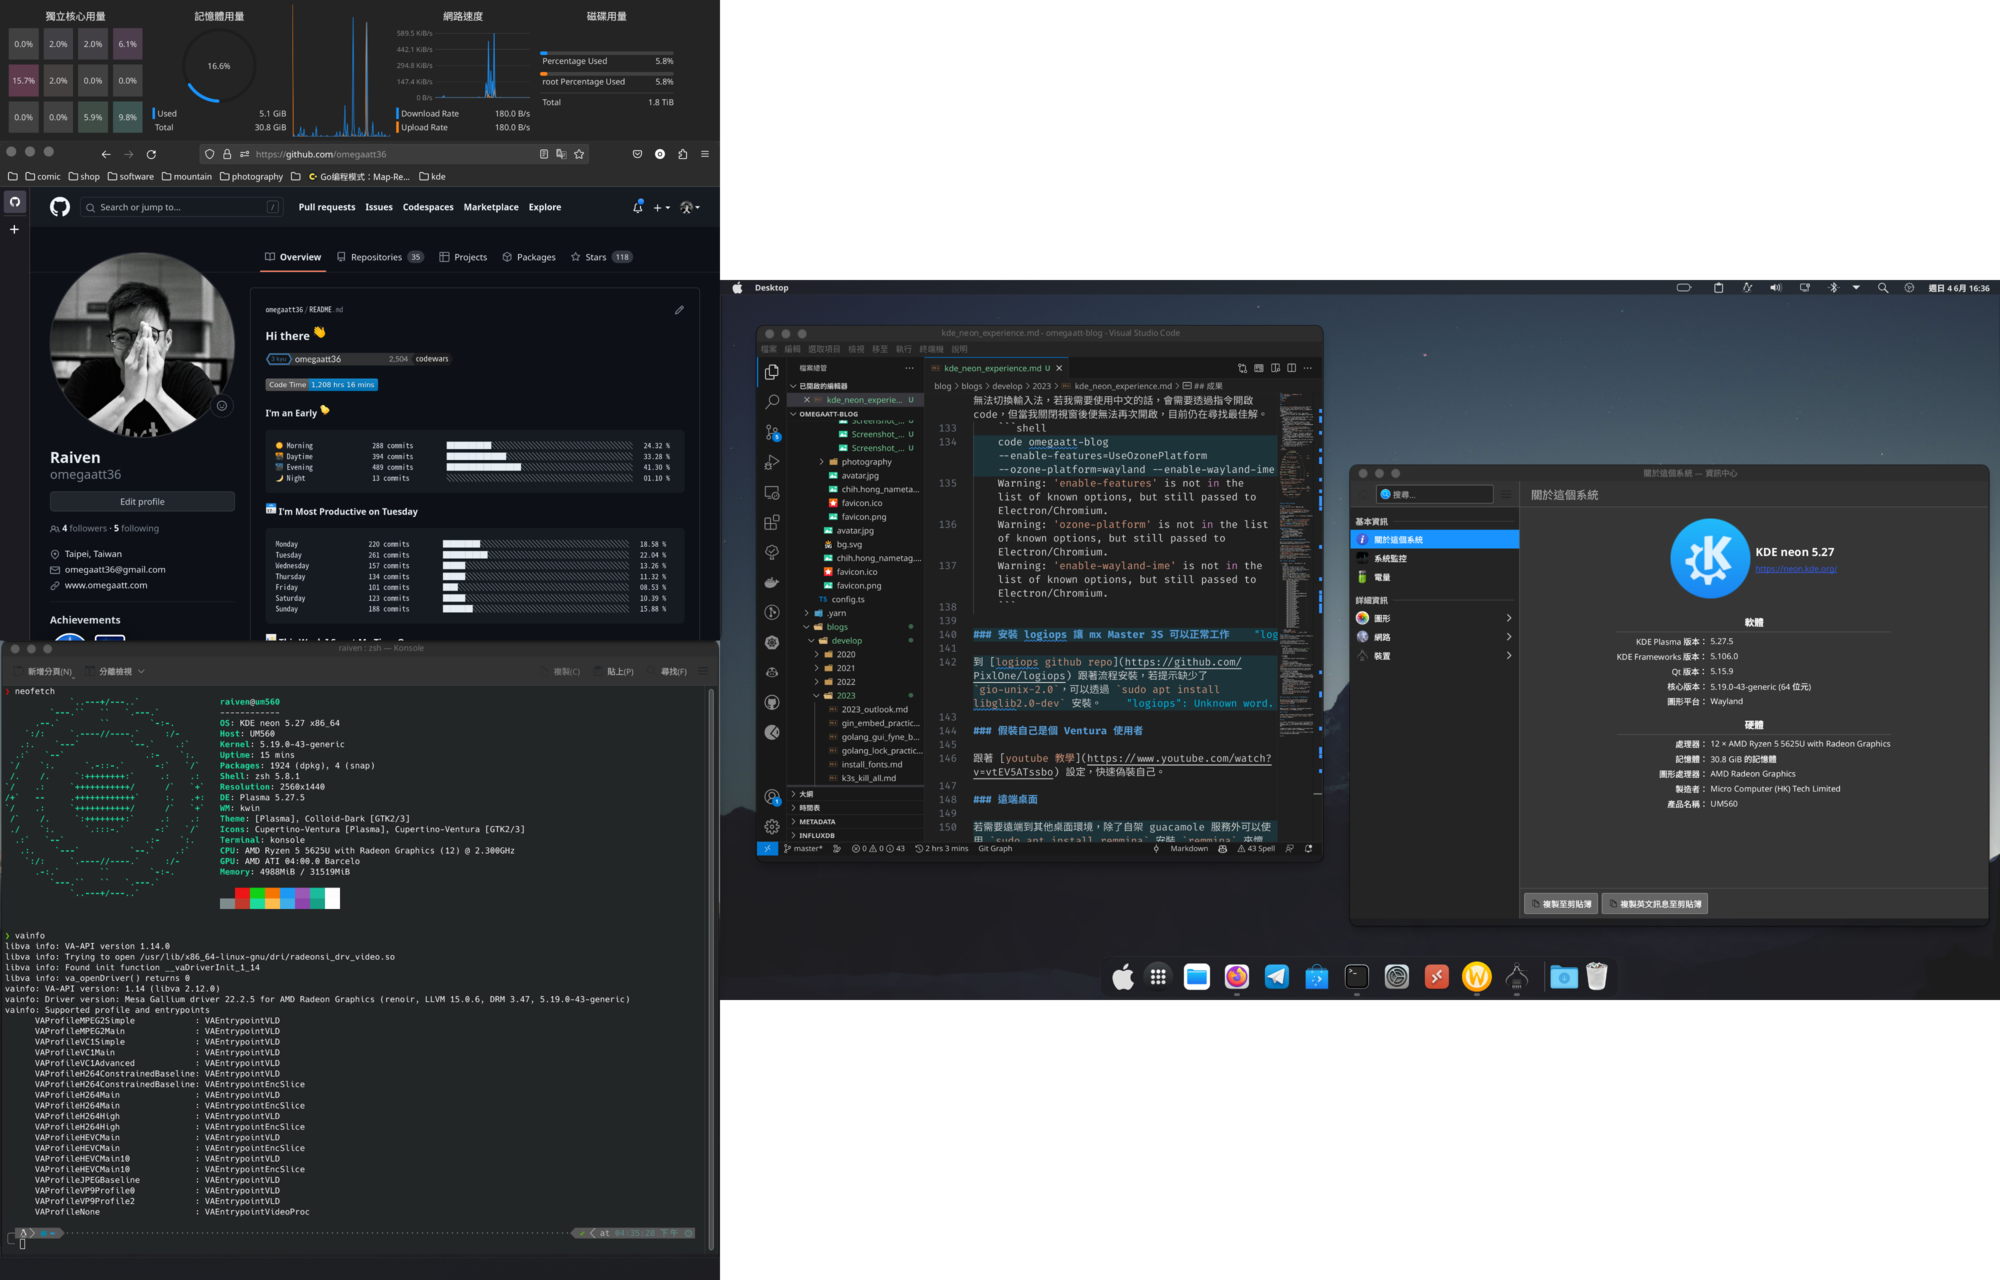 獨立核心用量
0.0% 2.0% 2.0% 6.1%
15.7% 2.0% 0.0% 0.0%
0.0% 0.0% 5.9% 9.8%
記憶體用量
16.6%
Used 5.1 GiB
Total 30.8 GiB
網路速度
589.5 KiB/s
442.1 KiB/s
294.8 KiB/s
147.4 KiB/s
0 B/s
Download Rate 180.0 B/s
Upload Rate 180.0 B/s
磁碟用量
Percentage Used 5.8%
root Percentage Used 5.8%
Total 1.8 TiB
https://github.com/omegaatt36
comic shop software mountain photography Go编程模式：Map-Re... kde
Search or jump to... /
Pull requests Issues Codespaces Marketplace Explore
Overview Repositories 35 Projects Packages Stars 118
omegaatt36 / README.md
Hi there 👋
3 kyu omegaatt36 2,504 codewars
Code Time 1,208 hrs 16 mins
I'm an Early 🐤
Morning 288 commits 24.32 %
Daytime 394 commits 33.28 %
Evening 489 commits 41.30 %
Night 13 commits 01.10 %
I'm Most Productive on Tuesday
Monday 220 commits 18.58 %
Tuesday 261 commits 22.04 %
Wednesday 157 commits 13.26 %
Thursday 134 commits 11.32 %
Friday 101 commits 08.53 %
Saturday 123 commits 10.39 %
Sunday 188 commits 15.88 %
Raiven
omegaatt36
Edit profile
4 followers · 5 following
Taipei, Taiwan
omegaatt36@gmail.com
www.omegaatt.com
Achievements
raiven : zsh — Konsole
新增分頁(N) 分離檢視 複製(C) 貼上(P) 尋找(F)
❯ neofetch
raiven@um560
------------
OS: KDE neon 5.27 x86_64
Host: UM560
Kernel: 5.19.0-43-generic
Uptime: 15 mins
Packages: 1924 (dpkg), 4 (snap)
Shell: zsh 5.8.1
Resolution: 2560x1440
DE: Plasma 5.27.5
WM: kwin
Theme: [Plasma], Colloid-Dark [GTK2/3]
Icons: Cupertino-Ventura [Plasma], Cupertino-Ventura [GTK2/3]
Terminal: konsole
CPU: AMD Ryzen 5 5625U with Radeon Graphics (12) @ 2.300GHz
GPU: AMD ATI 04:00.0 Barcelo
Memory: 4988MiB / 31519MiB
❯ vainfo
libva info: VA-API version 1.14.0
libva info: Trying to open /usr/lib/x86_64-linux-gnu/dri/radeonsi_drv_video.so
libva info: Found init function __vaDriverInit_1_14
libva info: va_openDriver() returns 0
vainfo: VA-API version: 1.14 (libva 2.12.0)
vainfo: Driver version: Mesa Gallium driver 22.2.5 for AMD Radeon Graphics (renoir, LLVM 15.0.6, DRM 3.47, 5.19.0-43-generic)
vainfo: Supported profile and entrypoints
VAProfileMPEG2Simple : VAEntrypointVLD
VAProfileMPEG2Main : VAEntrypointVLD
VAProfileVC1Simple : VAEntrypointVLD
VAProfileVC1Main : VAEntrypointVLD
VAProfileVC1Advanced : VAEntrypointVLD
VAProfileH264ConstrainedBaseline: VAEntrypointVLD
VAProfileH264ConstrainedBaseline: VAEntrypointEncSlice
VAProfileH264Main : VAEntrypointVLD
VAProfileH264Main : VAEntrypointEncSlice
VAProfileH264High : VAEntrypointVLD
VAProfileH264High : VAEntrypointEncSlice
VAProfileHEVCMain : VAEntrypointVLD
VAProfileHEVCMain : VAEntrypointEncSlice
VAProfileHEVCMain10 : VAEntrypointVLD
VAProfileHEVCMain10 : VAEntrypointEncSlice
VAProfileJPEGBaseline : VAEntrypointVLD
VAProfileVP9Profile0 : VAEntrypointVLD
VAProfileVP9Profile2 : VAEntrypointVLD
VAProfileNone : VAEntrypointVideoProc
at 04:35:28 下午
Desktop
週日 4 6月 16:36
kde_neon_experience.md - omegaatt-blog - Visual Studio Code
檔案 編輯 選取項目 檢視 移至 執行 終端機 說明
檔案總管
已開啟的編輯器
kde_neon_experie... U
OMEGAATT-BLOG
Screenshot_... U
Screenshot_... U
Screenshot_... U
photography
avatar.jpg
chih.hong_nameta...
favicon.ico
favicon.png
avatar.jpg
bg.svg
chih.hong_nametag....
favicon.ico
favicon.png
config.ts
.yarn
blogs
develop
2020
2021
2022
2023
2023_outlook.md
gin_embed_practic...
golang_gui_fyne_b...
golang_lock_practic...
install_fonts.md
k3s_kill_all.md
大綱
時間表
METADATA
INFLUXDB
kde_neon_experience.md U
blog > blogs > develop > 2023 > kde_neon_experience.md > ## 成果
無法切換輸入法，若我需要使用中文的話，會需要透過指令開啟
code，但當我關閉視窗後便無法再次開啟，目前仍在尋找最佳解。
133 ```shell
134 code omegaatt-blog
--enable-features=UseOzonePlatform
--ozone-platform=wayland --enable-wayland-ime
135 Warning: 'enable-features' is not in the
list of known options, but still passed to
Electron/Chromium.
136 Warning: 'ozone-platform' is not in the list
of known options, but still passed to
Electron/Chromium.
137 Warning: 'enable-wayland-ime' is not in the
list of known options, but still passed to
Electron/Chromium.
138 ```
139
140 ### 安裝 logiops 讓 mx Master 3S 可以正常工作 "log
141
142 到 [logiops github repo](https://github.com/
PixlOne/logiops) 跟著流程安裝，若提示缺少了
`gio-unix-2.0`，可以透過 `sudo apt install
libglib2.0-dev` 安裝。 "logiops": Unknown word.
143
144 ### 假裝自己是個 Ventura 使用者
145
146 跟著 [youtube 教學](https://www.youtube.com/watch?
v=vtEV5ATssbo) 設定，快速偽裝自己。
147
148 ### 遠端桌面
149
150 若需要遠端到其他桌面環境，除了自架 guacamole 服務外可以使
用 `sudo apt install remmina` 安裝 `remmina` 來
master* 0 0 43 2 hrs 3 mins Git Graph Markdown 43 Spell
關於這個系統 — 資訊中心
搜尋...
基本資訊
關於這個系統
系統監控
電量
詳細資訊
圖形
網路
裝置
關於這個系統
KDE neon 5.27
https://neon.kde.org/
軟體
KDE Plasma 版本： 5.27.5
KDE Frameworks 版本： 5.106.0
Qt 版本： 5.15.9
核心版本： 5.19.0-43-generic (64 位元)
圖形平台： Wayland
硬體
處理器： 12 × AMD Ryzen 5 5625U with Radeon Graphics
記憶體： 30.8 GiB 的記憶體
圖形處理器： AMD Radeon Graphics
製造者： Micro Computer (HK) Tech Limited
產品名稱： UM560
複製至剪貼簿 複製英文訊息至剪貼簿